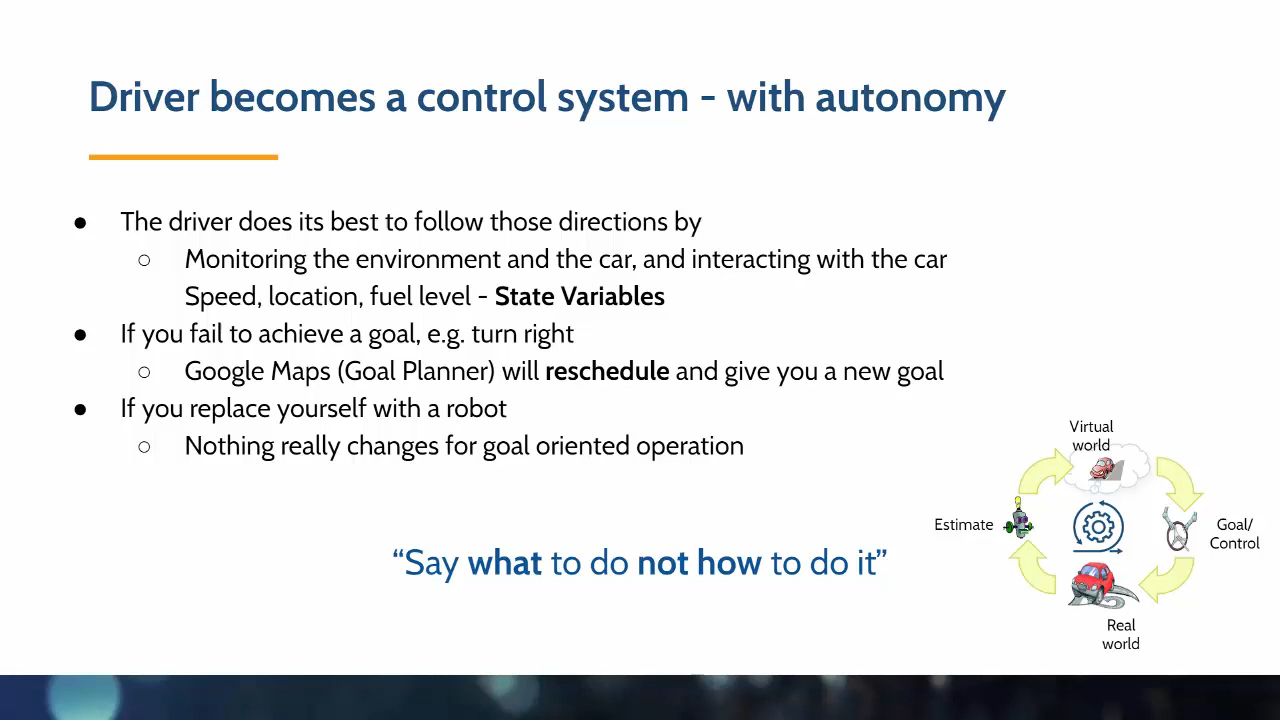 Driver becomes a control system - with autonomy
● The driver does its best to follow those directions by
○ Monitoring the environment and the car, and interacting with the car
Speed, location, fuel level - State Variables
● If you fail to achieve a goal, e.g. turn right
○ Google Maps (Goal Planner) will reschedule and give you a new goal
● If you replace yourself with a robot
○ Nothing really changes for goal oriented operation
“Say what to do not how to do it”
Virtual
world
Estimate
Goal/
Control
Real
world